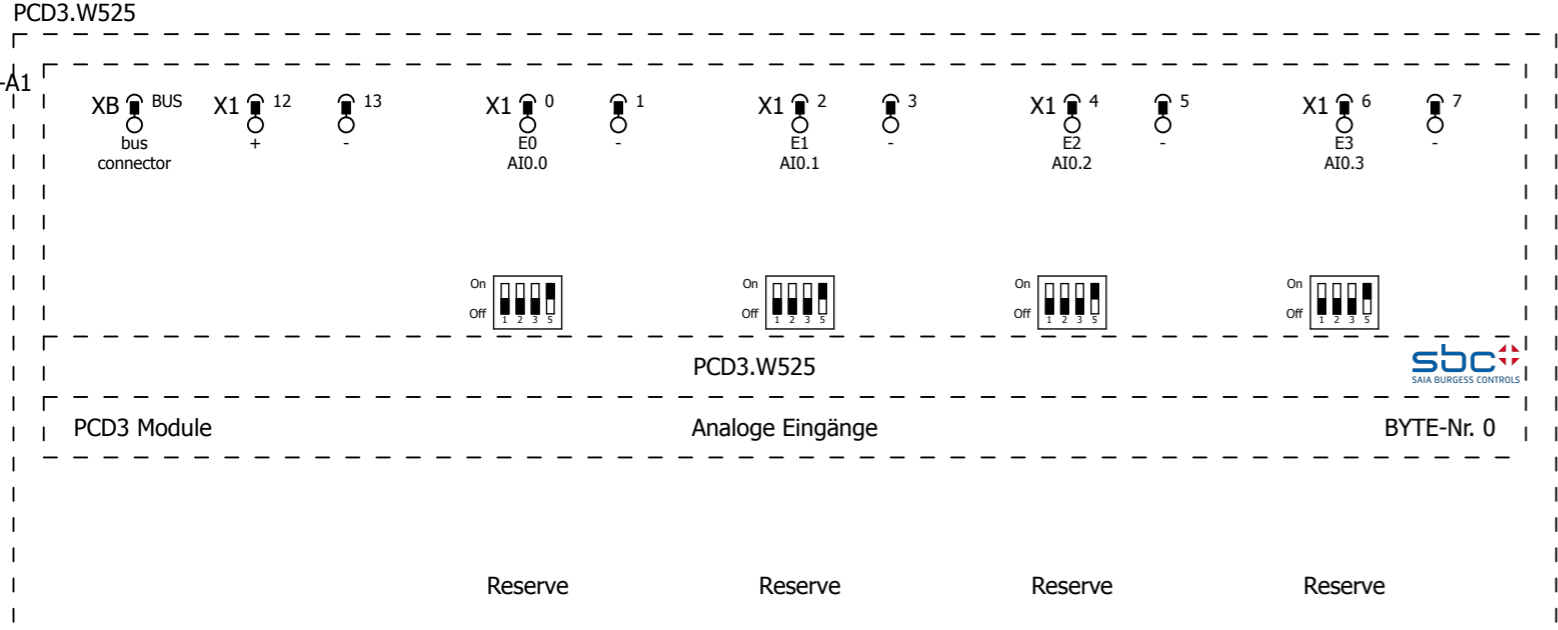 PCD3.W525
-A1
XB BUS X1 12 13 X1 0 1 X1 2 3 X1 4 5 X1 6 7
bus + - E0 - E1 - E2 - E3 -
connector AI0.0 AI0.1 AI0.2 AI0.3
On On On On
Off Off Off Off
1 2 3 5 1 2 3 5 1 2 3 5 1 2 3 5
PCD3.W525
sbc
SAIA BURGESS CONTROLS
PCD3 Module Analoge Eingänge BYTE-Nr. 0
Reserve Reserve Reserve Reserve